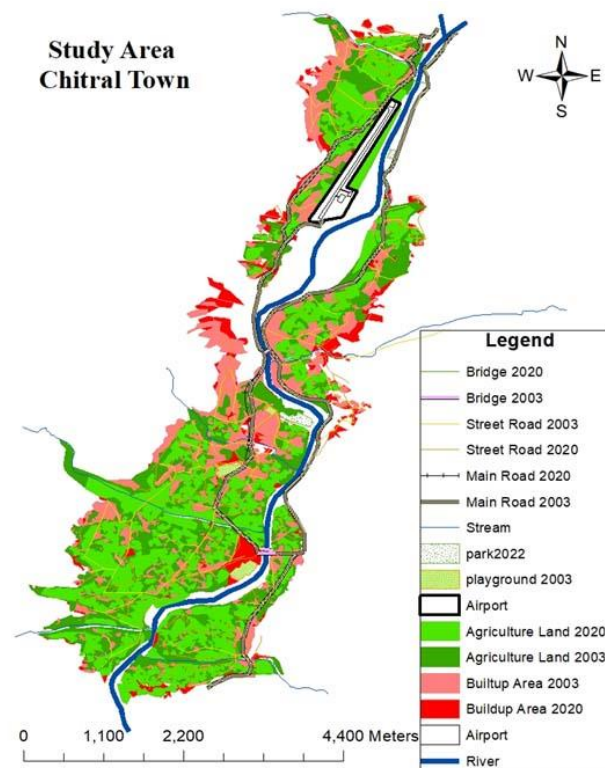 Study Area
Chitral Town
N
W E
S
Legend
Bridge 2020
Bridge 2003
Street Road 2003
Street Road 2020
Main Road 2020
Main Road 2003
Stream
park2022
playground 2003
Airport
Agriculture Land 2020
Agriculture Land 2003
Builtup Area 2003
Buildup Area 2020
Airport
River
0 1,100 2,200 4,400 Meters